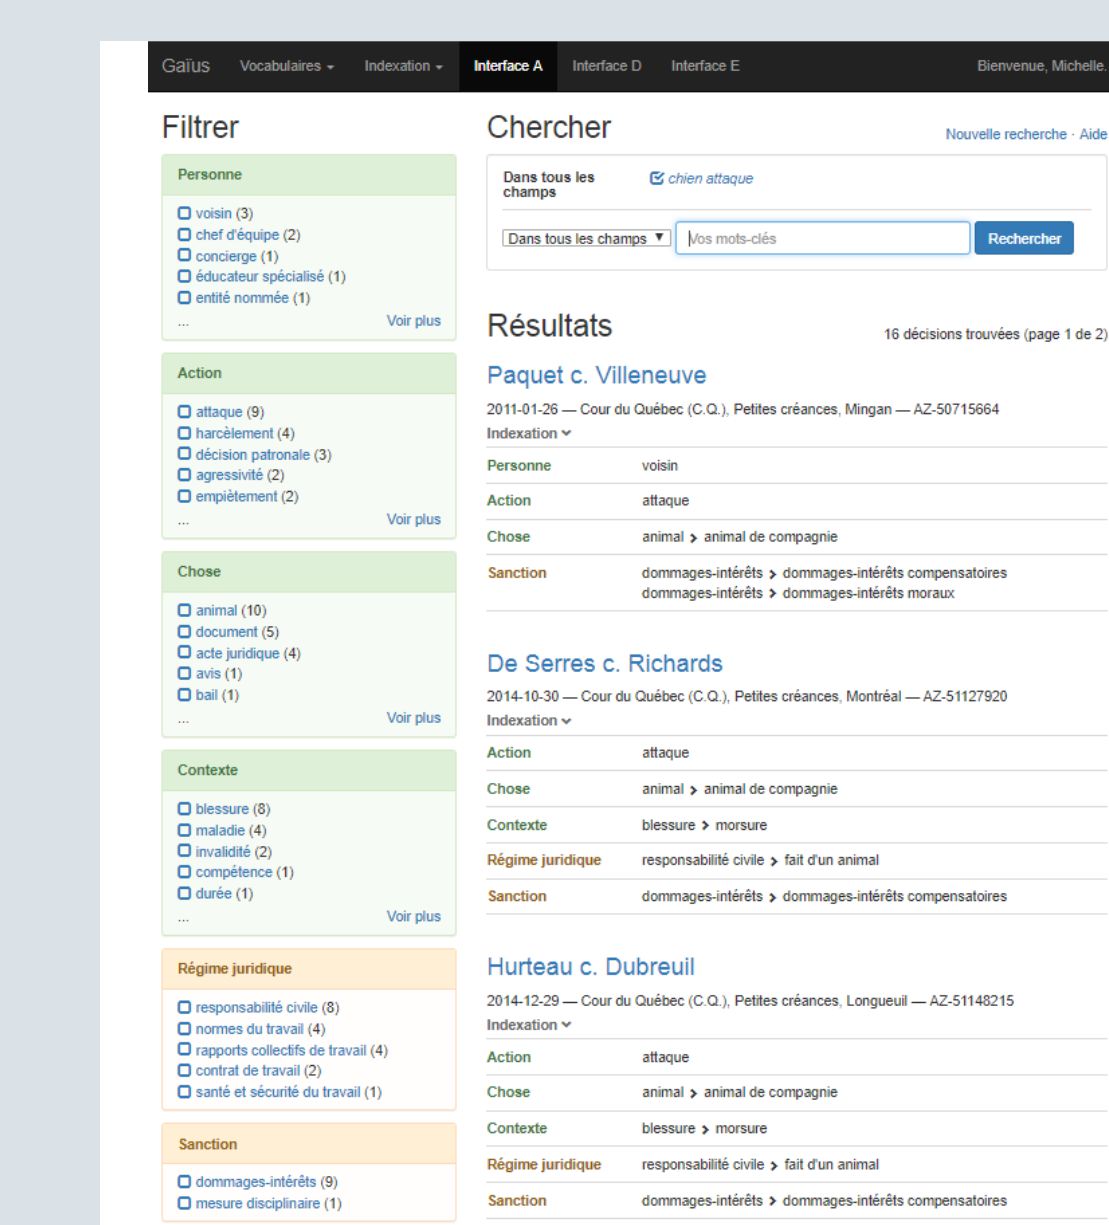 Gaïus Vocabulaires Indexation Interface A Interface D Interface E Bienvenue, Michelle.
Filtrer
Personne
voisin (3)
chef d'équipe (2)
concierge (1)
éducateur spécialisé (1)
entité nommée (1)
... Voir plus
Action
attaque (9)
harcèlement (4)
décision patronale (3)
agressivité (2)
empiètement (2)
... Voir plus
Chose
animal (10)
document (5)
acte juridique (4)
avis (1)
bail (1)
... Voir plus
Contexte
blessure (8)
maladie (4)
invalidité (2)
compétence (1)
durée (1)
... Voir plus
Régime juridique
responsabilité civile (8)
normes du travail (4)
rapports collectifs de travail (4)
contrat de travail (2)
santé et sécurité du travail (1)
Sanction
dommages-intérêts (9)
mesure disciplinaire (1)
Chercher
Nouvelle recherche · Aide
Dans tous les champs
chien attaque
Dans tous les champs Vos mots-clés Rechercher
Résultats
16 décisions trouvées (page 1 de 2)
Paquet c. Villeneuve
2011-01-26 — Cour du Québec (C.Q.), Petites créances, Mingan — AZ-50715664
Indexation
Personne voisin
Action attaque
Chose animal > animal de compagnie
Sanction dommages-intérêts > dommages-intérêts compensatoires
dommages-intérêts > dommages-intérêts moraux
De Serres c. Richards
2014-10-30 — Cour du Québec (C.Q.), Petites créances, Montréal — AZ-51127920
Indexation
Action attaque
Chose animal > animal de compagnie
Contexte blessure > morsure
Régime juridique responsabilité civile > fait d'un animal
Sanction dommages-intérêts > dommages-intérêts compensatoires
Hurteau c. Dubreuil
2014-12-29 — Cour du Québec (C.Q.), Petites créances, Longueuil — AZ-51148215
Indexation
Action attaque
Chose animal > animal de compagnie
Contexte blessure > morsure
Régime juridique responsabilité civile > fait d'un animal
Sanction dommages-intérêts > dommages-intérêts compensatoires